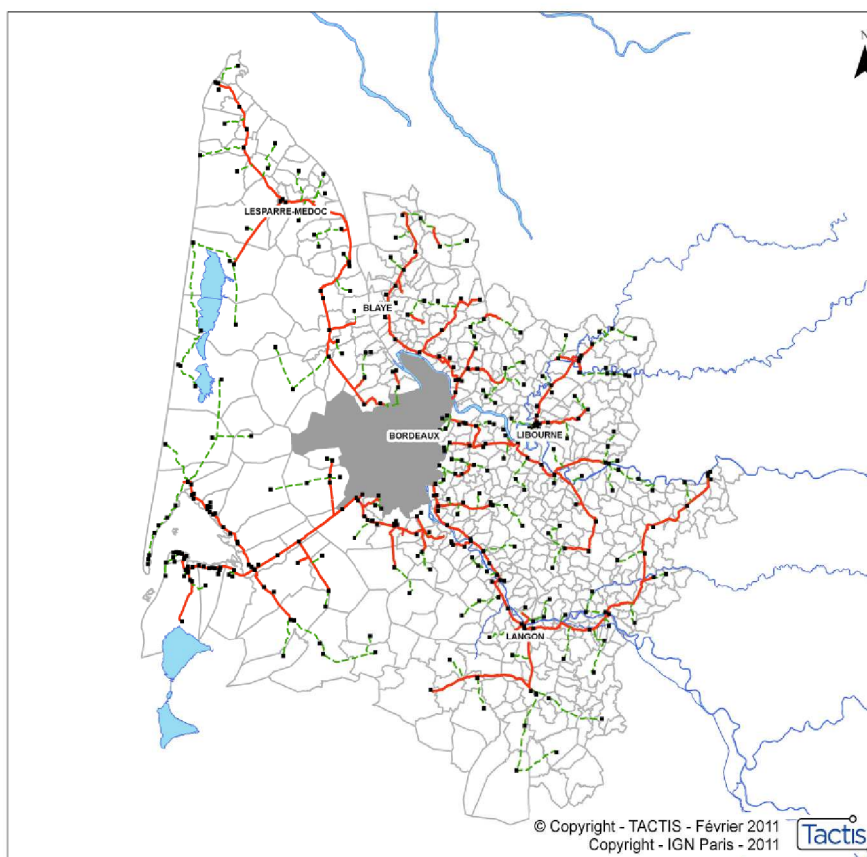 N
LESPARRE-MEDOC
BLAYE
BORDEAUX
LIBOURNE
LANGON
© Copyright - TACTIS - Février 2011
Copyright - IGN Paris - 2011
Tactis